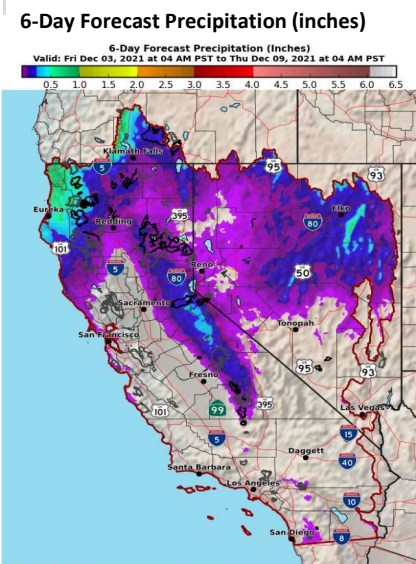 6-Day Forecast Precipitation (inches)
6-Day Forecast Precipitation (Inches)
Valid: Fri Dec 03, 2021 at 04 AM PST to Thu Dec 09, 2021 at 04 AM PST
0.5 1.0 1.5 2.0 2.5 3.0 3.5 4.0 4.5 5.0 5.5 6.0 6.5
Klamath Falls
5
95
93
Eureka
Redding
395
80
Elko
101
5
Reno
80
50
Sacramento
San Francisco
Tonopah
95
93
Fresno
99
395
101
Las Vegas
5
15
Daggett
40
Santa Barbara
Los Angeles
10
San Diego
8